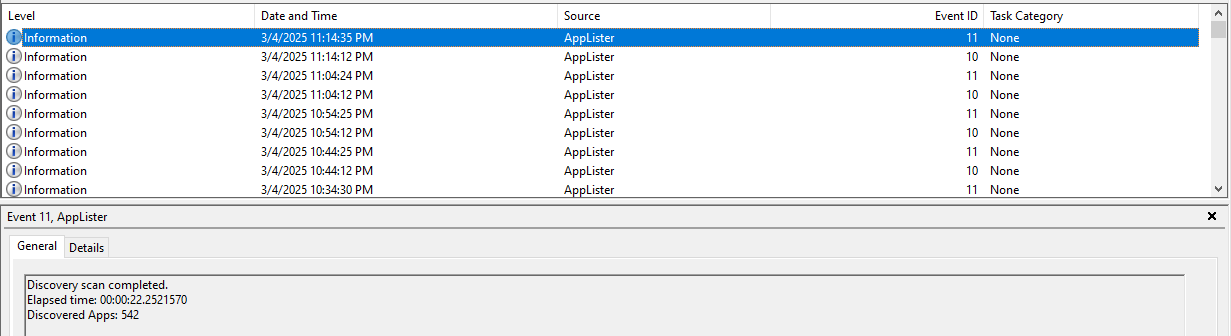 Level Date and Time Source Event ID Task Category
Information 3/4/2025 11:14:35 PM AppLister 11 None
Information 3/4/2025 11:14:12 PM AppLister 10 None
Information 3/4/2025 11:04:24 PM AppLister 11 None
Information 3/4/2025 11:04:12 PM AppLister 10 None
Information 3/4/2025 10:54:25 PM AppLister 11 None
Information 3/4/2025 10:54:12 PM AppLister 10 None
Information 3/4/2025 10:44:25 PM AppLister 11 None
Information 3/4/2025 10:44:12 PM AppLister 10 None
Information 3/4/2025 10:34:30 PM AppLister 11 None
Event 11, AppLister
General Details
Discovery scan completed.
Elapsed time: 00:00:22.2521570
Discovered Apps: 542